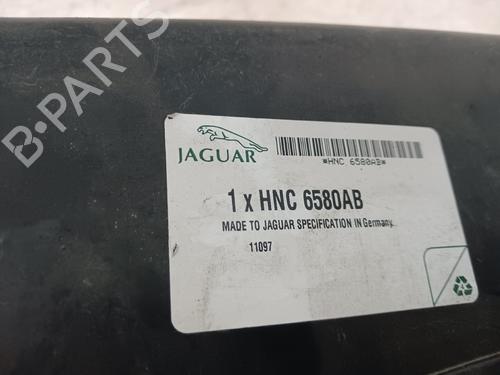 B-PARTS
JAGUAR
*HNC 6580AB*
1 x HNC 6580AB
MADE TO JAGUAR SPECIFICATION IN Germany.
11097